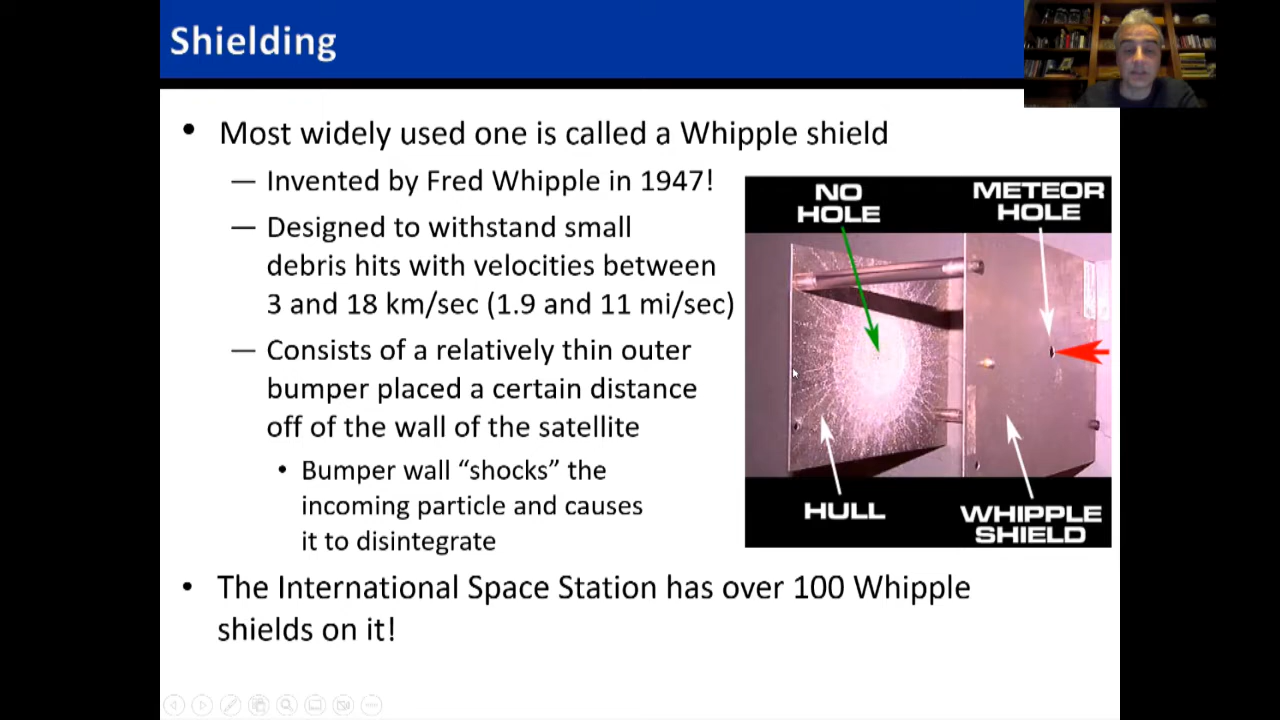 Shielding
• Most widely used one is called a Whipple shield
— Invented by Fred Whipple in 1947!
— Designed to withstand small
debris hits with velocities between
3 and 18 km/sec (1.9 and 11 mi/sec)
— Consists of a relatively thin outer
bumper placed a certain distance
off of the wall of the satellite
• Bumper wall “shocks” the
incoming particle and causes
it to disintegrate
• The International Space Station has over 100 Whipple
shields on it!
NO
HOLE
METEOR
HOLE
HULL
WHIPPLE
SHIELD